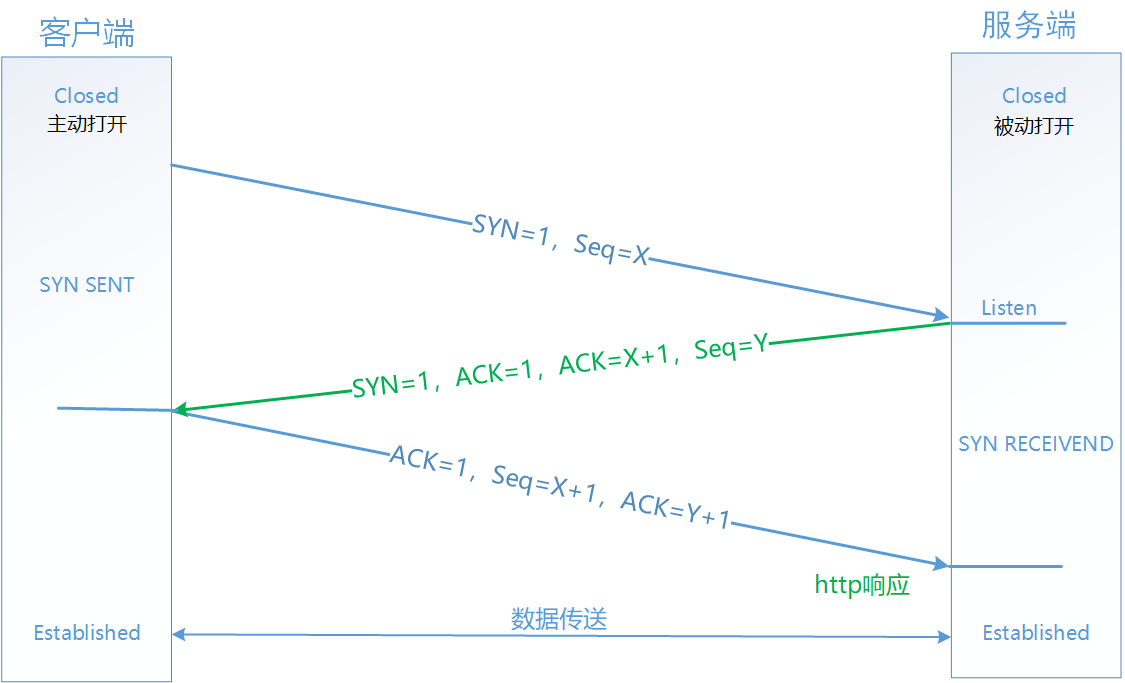 客户端
服务端
Closed
主动打开
Closed
被动打开
SYN=1，Seq=X
SYN SENT
Listen
SYN=1，ACK=1，ACK=X+1，Seq=Y
SYN RECEIVEND
ACK=1，Seq=X+1，ACK=Y+1
http响应
数据传送
Established
Established